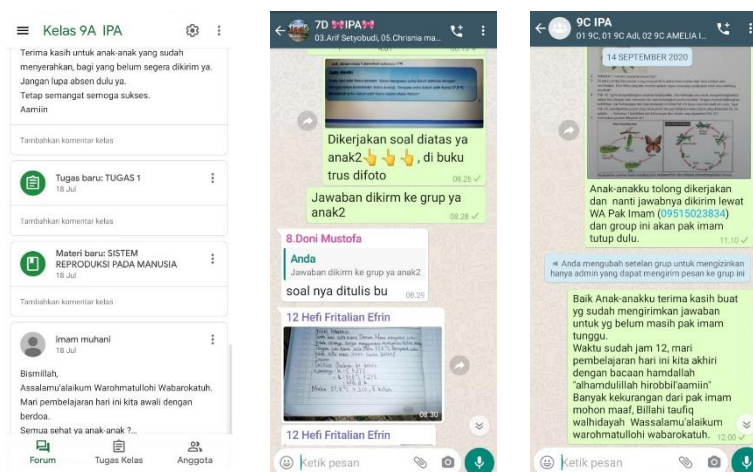 Kelas 9A IPA
Terima kasih untuk anak-anak yang sudah
menyerahkan, bagi yang belum segera dikirim ya.
Jangan lupa absen dulu ya.
Tetap semangat semoga sukses.
Aamiin
Tambahkan komentar kelas
Tugas baru: TUGAS 1
18 Jul
Tambahkan komentar kelas
Materi baru: SISTEM
REPRODUKSI PADA MANUSIA
18 Jul
Tambahkan komentar kelas
imam muhani
18 Jul
Bismillah,
Assalamu'alaikum Warohmatullohi Wabarokatuh.
Mari pembelajaran hari ini kita awali dengan
berdoa.
Semua sehat ya anak-anak ?...
Forum
Tugas Kelas
Anggota
7D IPA
03.Arif Setyobudi, 05.Chrisnia ma...
Dikerjakan soal diatas ya
anak2👆👆👆, di buku
trus difoto
08.26
Jawaban dikirm ke grup ya
anak2
08.28
8.Doni Mustofa
Anda
Jawaban dikirm ke grup ya anak2
soal nya ditulis bu
08.29
12 Hefi Fritalian Efrin
08.30
12 Hefi Fritalian Efrin
Ketik pesan
9C IPA
01 9C, 01 9C Adi, 02 9C AMELIA I...
14 SEPTEMBER 2020
Anak-anakku tolong dikerjakan
dan nanti jawabnya dikirim lewat
WA Pak Imam (09515023834)
dan group ini akan pak imam
tutup dulu.
11.10
Anda mengubah setelan grup untuk mengizinkan
hanya admin yang dapat mengirim pesan ke grup ini
Baik Anak-anakku terima kasih buat
yg sudah mengirimkan jawaban
untuk yg belum masih pak imam
tunggu.
Waktu sudah jam 12, mari
pembelajaran hari ini kita akhiri
dengan bacaan hamdallah
"alhamdulillah hirobbil'aamiin"
Banyak kekurangan dari pak imam
mohon maaf, Billahi taufiq
walhidayah Wassalamu'alaikum
warohmatullohi wabarokatuh.
12.00
Ketik pesan